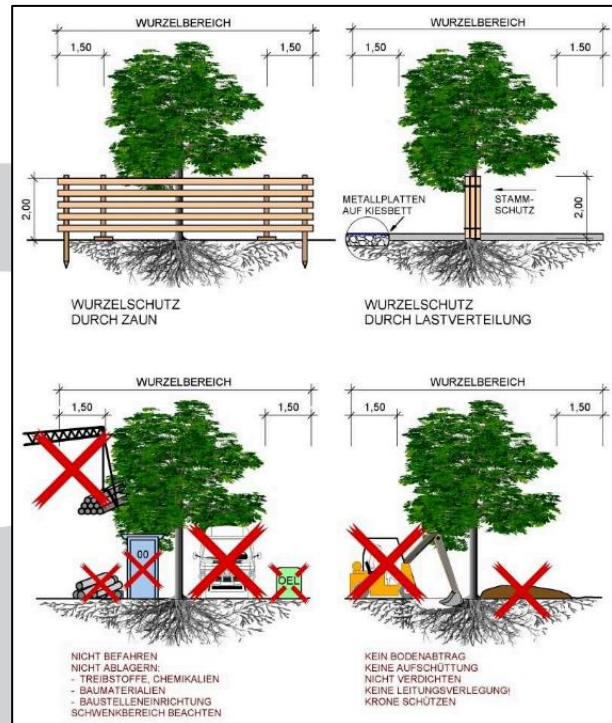 WURZELBEREICH
1,50
1,50
2,00
WURZELSCHUTZ
DURCH ZAUN
WURZELBEREICH
1,50
1.50
METALLPLATTEN
AUF KIESBETT
STAMM-
SCHUTZ
2,00
WURZELSCHUTZ
DURCH LASTVERTEILUNG
WURZELBEREICH
1,50
1,50
00
OEL
NICHT BEFAHREN
NICHT ABLAGERN:
- TREIBSTOFFE, CHEMIKALIEN
- BAUMATERIALIEN
- BAUSTELLENEINRICHTUNG
SCHWENKBEREICH BEACHTEN
WURZELBEREICH
1,50
1,50
KEIN BODENABTRAG
KEINE AUFSCHÜTTUNG
NICHT VERDICHTEN
KEINE LEITUNGSVERLEGUNG!
KRONE SCHÜTZEN